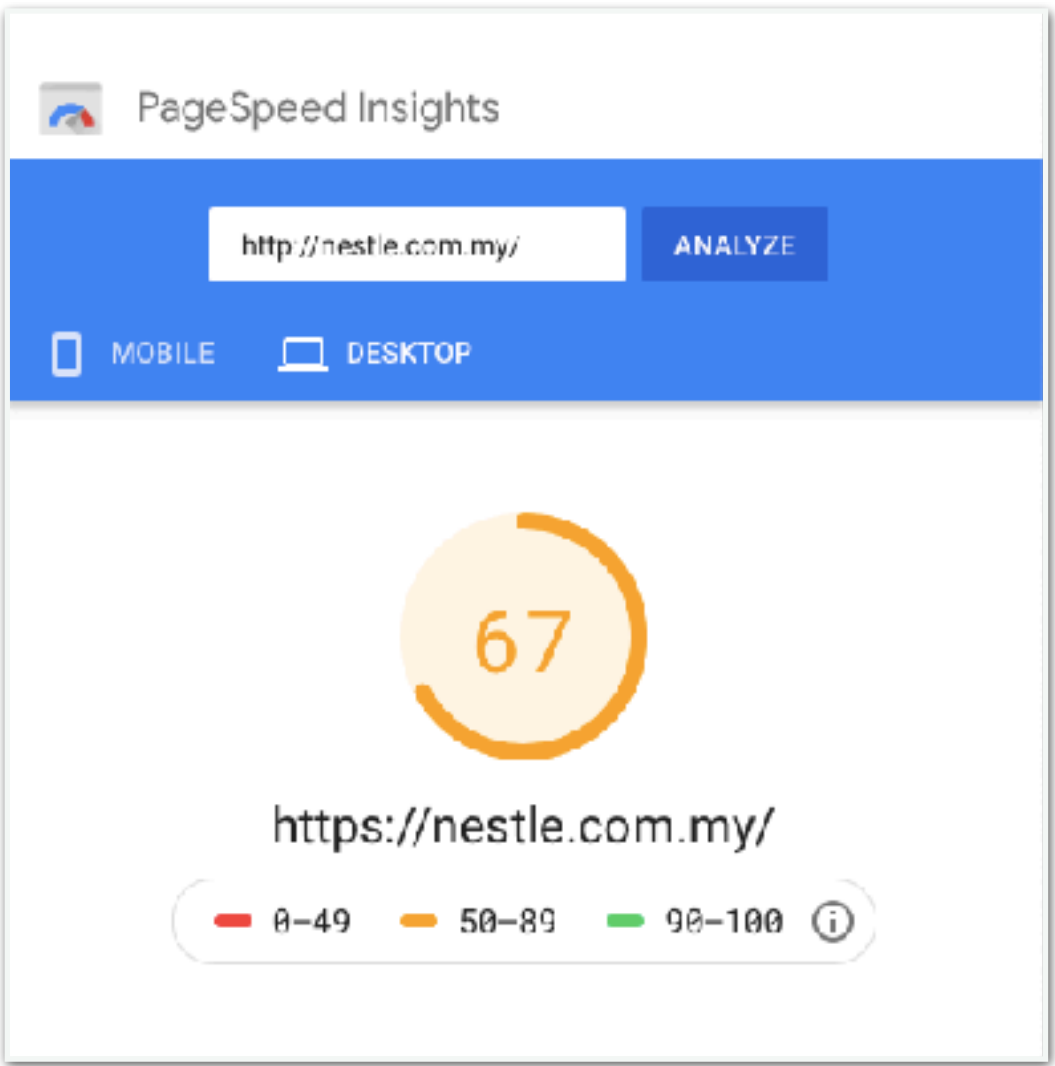 PageSpeed Insights
http://nestle.com.my/ ANALYZE
MOBILE DESKTOP
67
https://nestle.com.my/
0–49 50–89 90–100